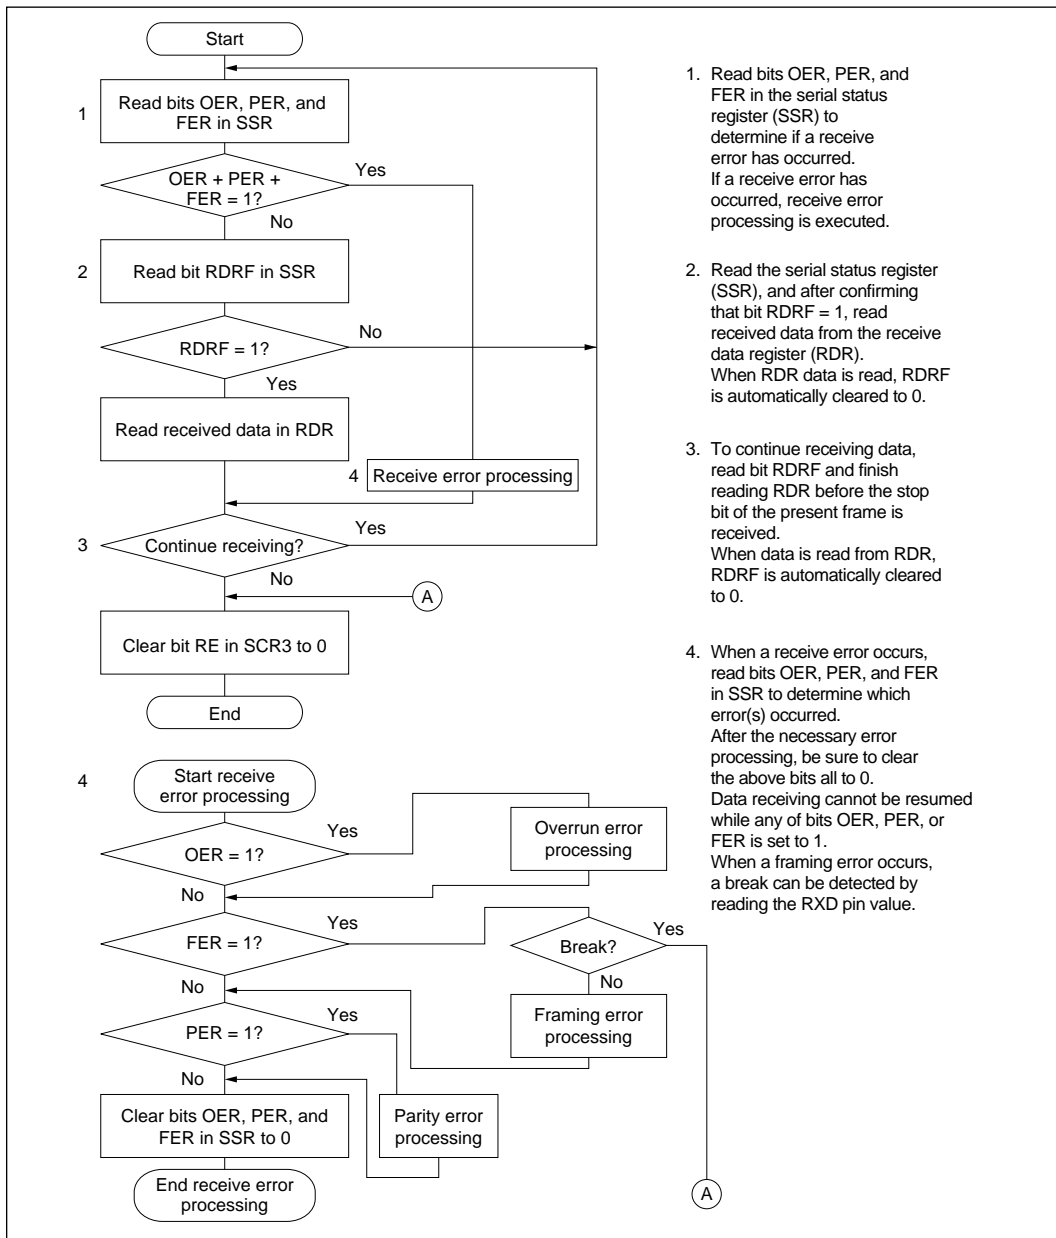 Start
1
Read bits OER, PER, and
FER in SSR
OER + PER +
FER = 1?
Yes
No
2
Read bit RDRF in SSR
RDRF = 1?
No
Yes
Read received data in RDR
4
Receive error processing
3
Continue receiving?
Yes
No
A
Clear bit RE in SCR3 to 0
End
4
Start receive
error processing
OER = 1?
Yes
Overrun error
processing
No
FER = 1?
Yes
Break?
Yes
No
No
Framing error
processing
PER = 1?
Yes
No
Clear bits OER, PER, and
FER in SSR to 0
Parity error
processing
End receive error
processing
A
1. Read bits OER, PER, and
FER in the serial status
register (SSR) to
determine if a receive
error has occurred.
If a receive error has
occurred, receive error
processing is executed.
2. Read the serial status register
(SSR), and after confirming
that bit RDRF = 1, read
received data from the receive
data register (RDR).
When RDR data is read, RDRF
is automatically cleared to 0.
3. To continue receiving data,
read bit RDRF and finish
reading RDR before the stop
bit of the present frame is
received.
When data is read from RDR,
RDRF is automatically cleared
to 0.
4. When a receive error occurs,
read bits OER, PER, and FER
in SSR to determine which
error(s) occurred.
After the necessary error
processing, be sure to clear
the above bits all to 0.
Data receiving cannot be resumed
while any of bits OER, PER, or
FER is set to 1.
When a framing error occurs,
a break can be detected by
reading the RXD pin value.